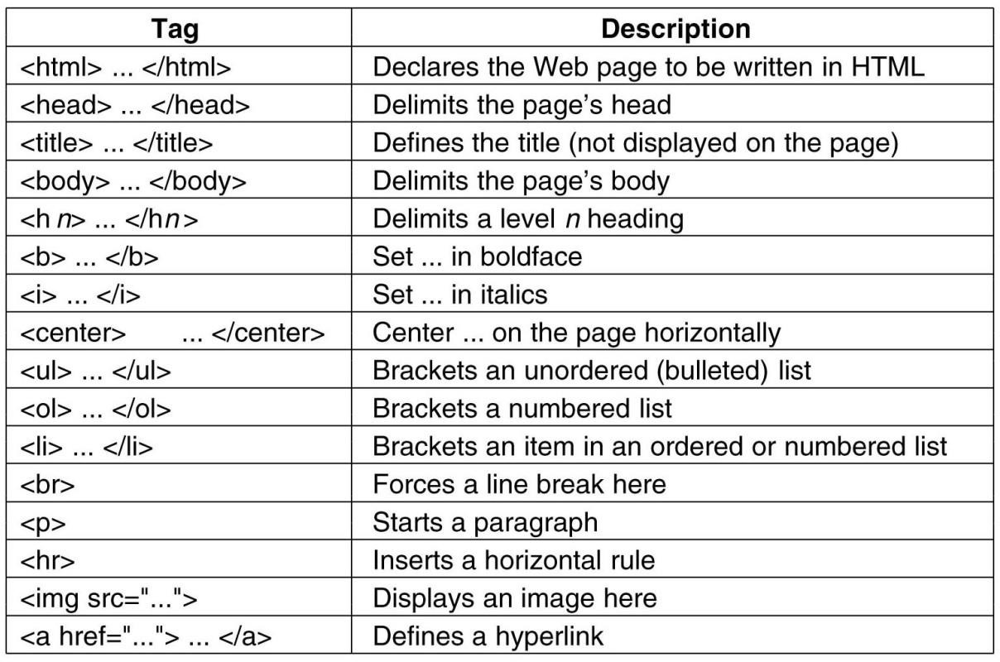 Tag Description
<html> ... </html> Declares the Web page to be written in HTML
<head> ... </head> Delimits the page's head
<title> ... </title> Defines the title (not displayed on the page)
<body> ... </body> Delimits the page's body
<h n> ... </hn> Delimits a level n heading
<b> ... </b> Set ... in boldface
<i> ... </i> Set ... in italics
<center> ... </center> Center ... on the page horizontally
<ul> ... </ul> Brackets an unordered (bulleted) list
<ol> ... </ol> Brackets a numbered list
<li> ... </li> Brackets an item in an ordered or numbered list
<br> Forces a line break here
<p> Starts a paragraph
<hr> Inserts a horizontal rule
<img src="..."> Displays an image here
<a href="..."> ... </a> Defines a hyperlink